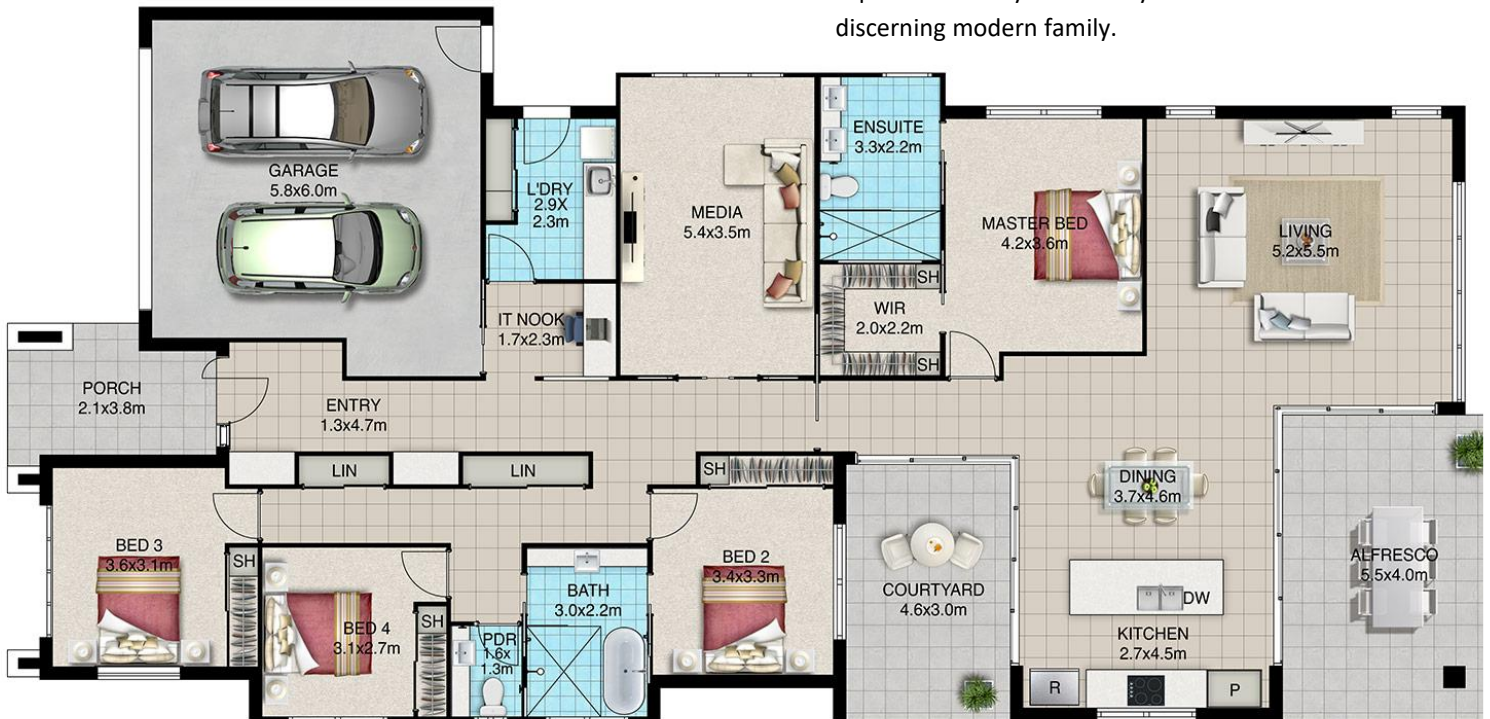 discerning modern family.
GARAGE
5.8x6.0m
L'DRY
2.9X
2.3m
MEDIA
5.4x3.5m
ENSUITE
3.3x2.2m
MASTER BED
4.2x3.6m
LIVING
5.2x5.5m
SH
WIR
2.0x2.2m
SH
IT NOOK
1.7x2.3m
PORCH
2.1x3.8m
ENTRY
1.3x4.7m
LIN
LIN
SH
DINING
3.7x4.6m
BED 3
3.6x3.1m
SH
BED 4
3.1x2.7m
SH
PDR
1.6x
1.3m
BATH
3.0x2.2m
BED 2
3.4x3.3m
COURTYARD
4.6x3.0m
ALFRESCO
5.5x4.0m
DW
KITCHEN
2.7x4.5m
R
P